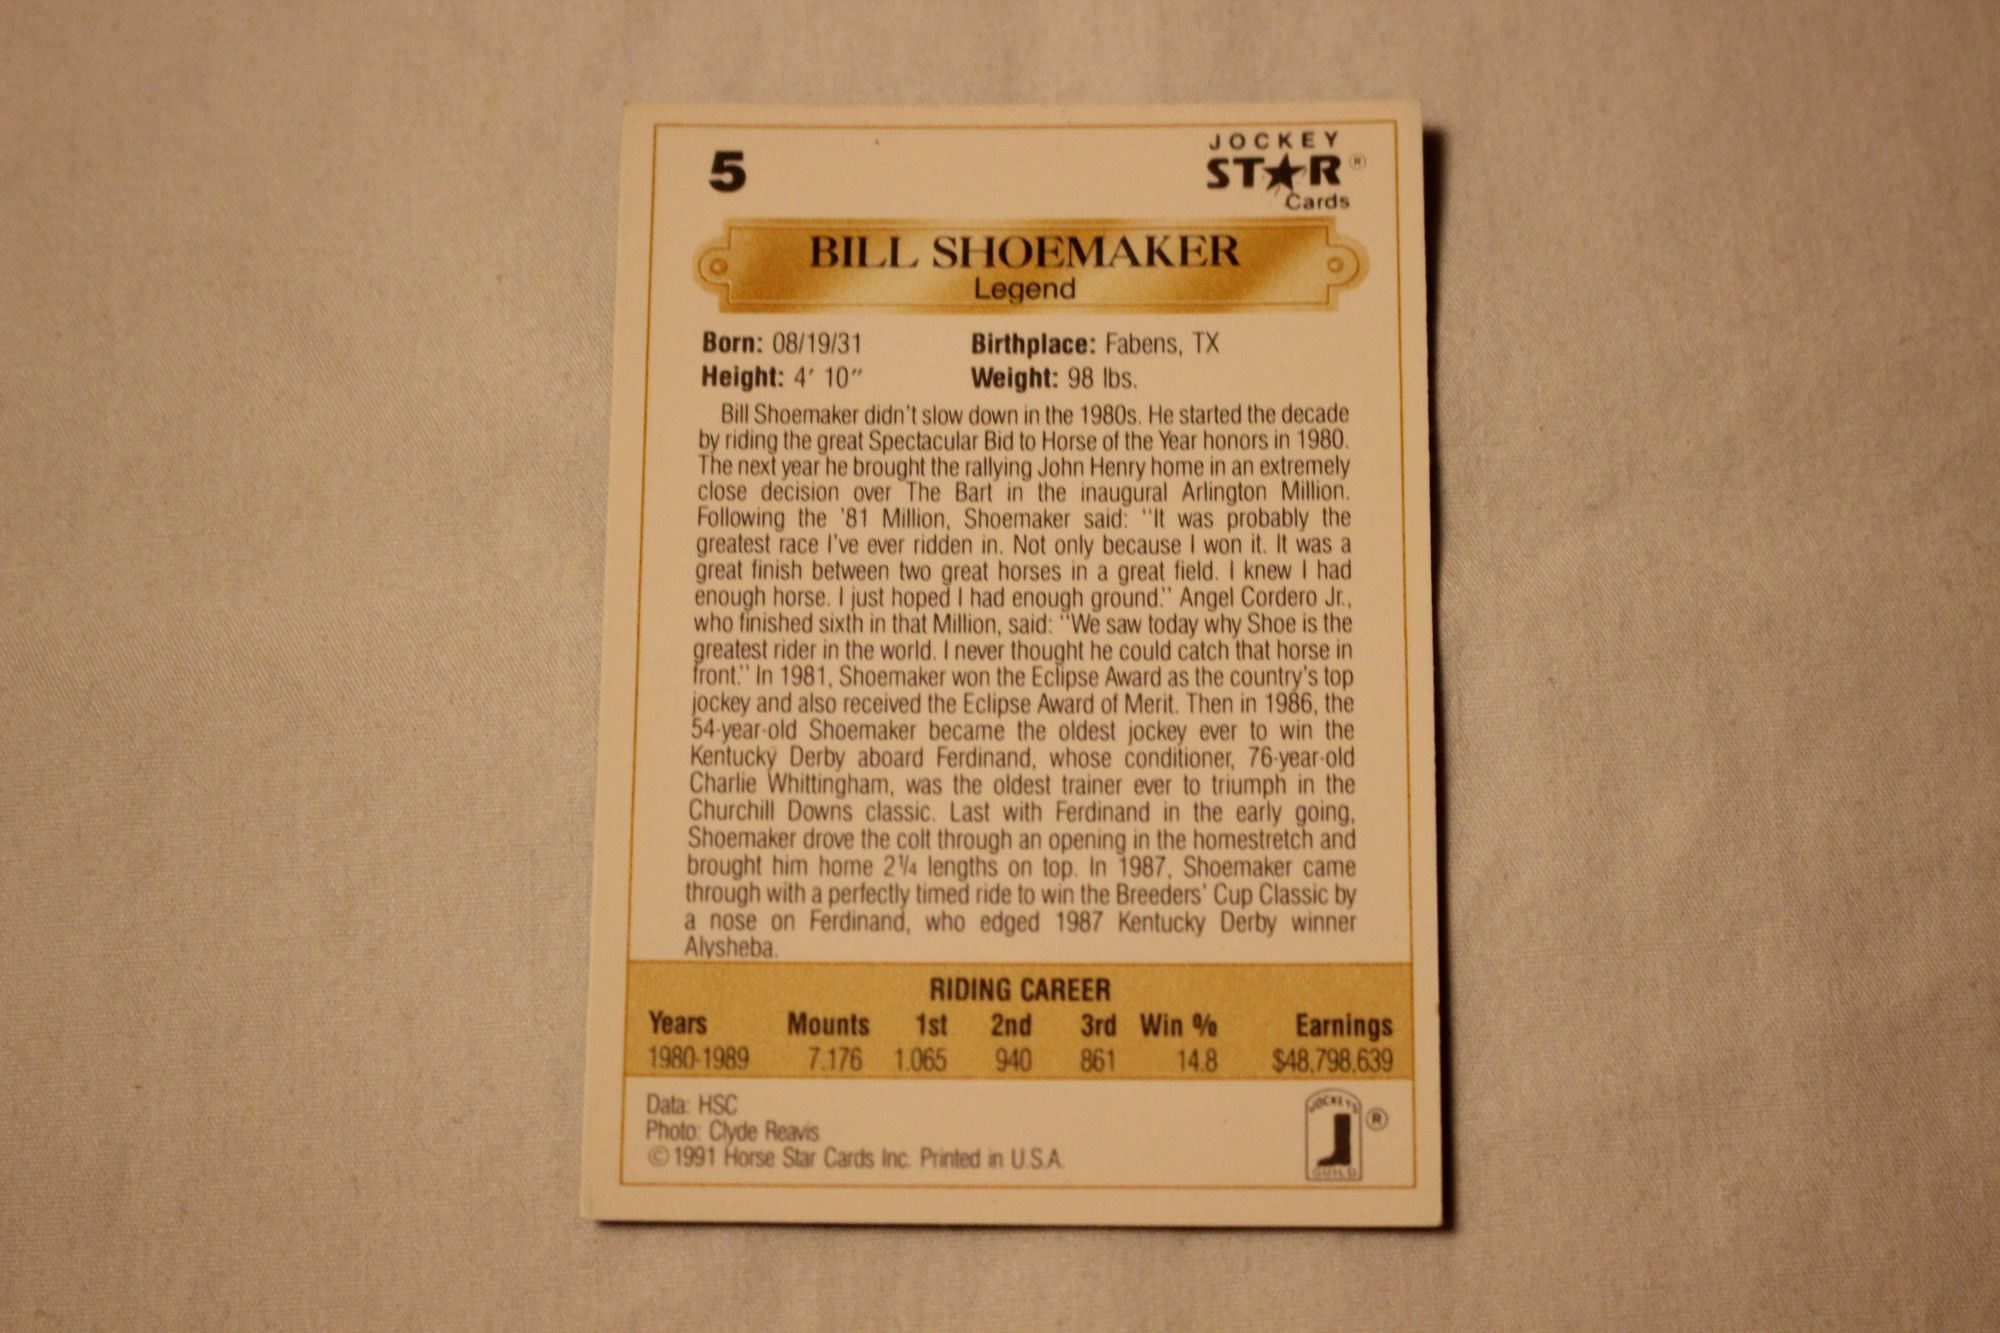 5
JOCKEY
ST★R®
Cards
BILL SHOEMAKER
Legend
Born: 08/19/31 Birthplace: Fabens, TX
Height: 4′ 10″ Weight: 98 lbs.
Bill Shoemaker didn't slow down in the 1980s. He started the decade
by riding the great Spectacular Bid to Horse of the Year honors in 1980.
The next year he brought the rallying John Henry home in an extremely
close decision over The Bart in the inaugural Arlington Million.
Following the '81 Million, Shoemaker said: "It was probably the
greatest race I've ever ridden in. Not only because I won it. It was a
great finish between two great horses in a great field. I knew I had
enough horse. I just hoped I had enough ground." Angel Cordero Jr.,
who finished sixth in that Million, said: "We saw today why Shoe is the
greatest rider in the world. I never thought he could catch that horse in
front." In 1981, Shoemaker won the Eclipse Award as the country's top
jockey and also received the Eclipse Award of Merit. Then in 1986, the
54-year-old Shoemaker became the oldest jockey ever to win the
Kentucky Derby aboard Ferdinand, whose conditioner, 76-year-old
Charlie Whittingham, was the oldest trainer ever to triumph in the
Churchill Downs classic. Last with Ferdinand in the early going,
Shoemaker drove the colt through an opening in the homestretch and
brought him home 2¼ lengths on top. In 1987, Shoemaker came
through with a perfectly timed ride to win the Breeders' Cup Classic by
a nose on Ferdinand, who edged 1987 Kentucky Derby winner
Alysheba.
RIDING CAREER
Years Mounts 1st 2nd 3rd Win % Earnings
1980-1989 7,176 1,065 940 861 14.8 $48,798,639
Data: HSC
Photo: Clyde Reavis
©1991 Horse Star Cards Inc. Printed in U.S.A.
JOCKEYS
GUILD
®